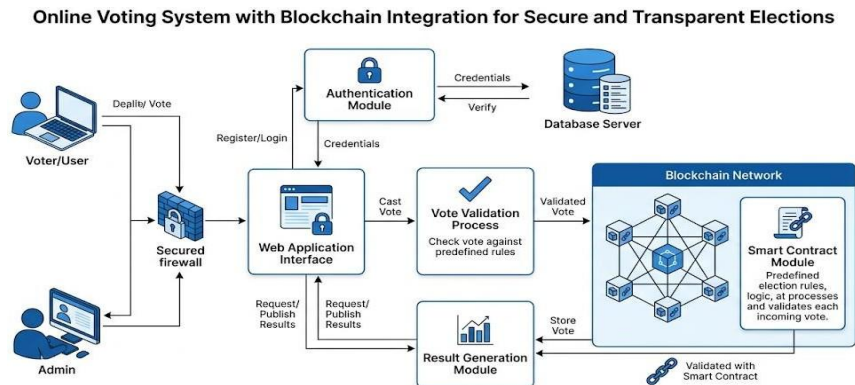 Online Voting System with Blockchain Integration for Secure and Transparent Elections
Voter/User
Vote
Admin
Secured
firewall
Register/Login
Authentication
Module
Credentials
Credentials
Verify
Database Server
Web Application
Interface
Cast
Vote
Vote Validation
Process
Check vote against
predefined rules
Validated
Vote
Blockchain Network
Smart Contract
Module
Predefined
election rules,
logic, at processes
and validates each
incoming vote.
Request/
Publish
Results
Request/
Publish
Results
Result Generation
Module
Store
Vote
Validated with
Smart Contract